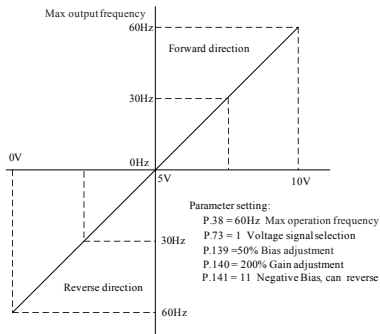 Max output frequency
60Hz
Forward direction
30Hz
0V
0Hz
5V
10V
Parameter setting:
P.38 = 60Hz Max operation frequency
P.73 = 1 Voltage signal selection
P.139 =50% Bias adjustment
P.140 = 200% Gain adjustment
P.141 = 11 Negative Bias, can reverse
30Hz
Reverse direction
60Hz